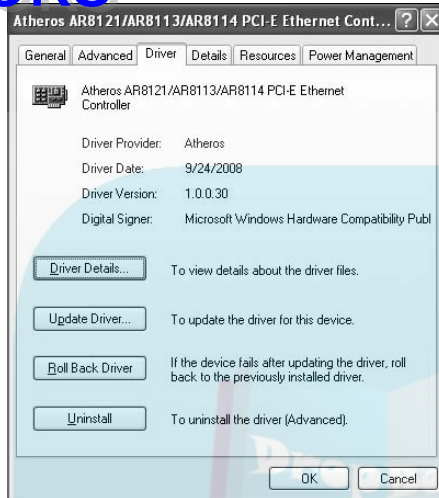 Atheros AR8121/AR8113/AR8114 PCI-E Ethernet Cont...
General Advanced Driver Details Resources Power Management
Atheros AR8121/AR8113/AR8114 PCI-E Ethernet
Controller
Driver Provider: Atheros
Driver Date: 9/24/2008
Driver Version: 1.0.0.30
Digital Signer: Microsoft Windows Hardware Compatibility Publ
Driver Details... To view details about the driver files.
Update Driver... To update the driver for this device.
Roll Back Driver If the device fails after updating the driver, roll
back to the previously installed driver.
Uninstall To uninstall the driver (Advanced).
OK Cancel